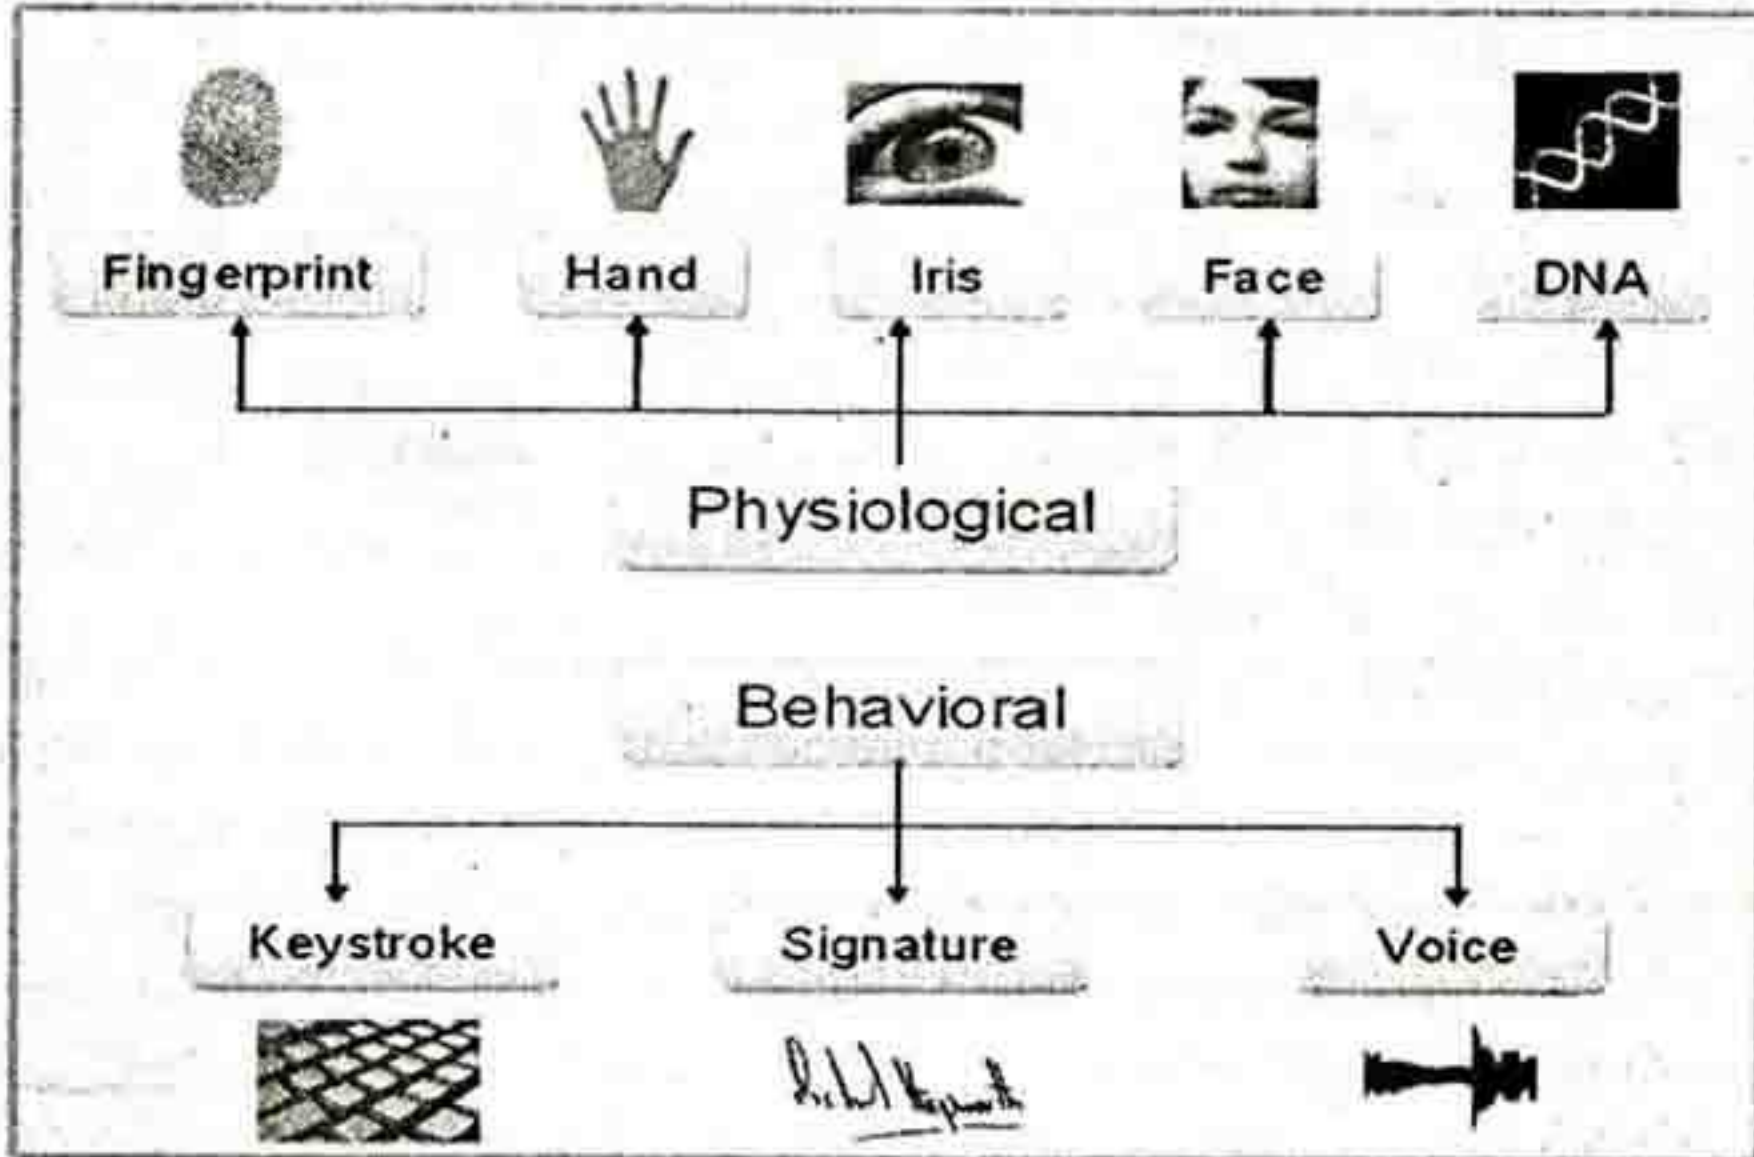 Fingerprint Hand Iris Face DNA
Physiological
Behavioral
Keystroke Signature Voice